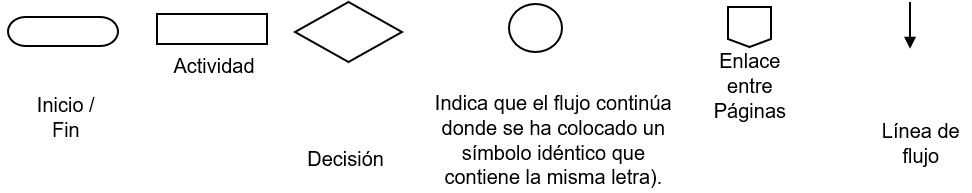 Inicio /
Fin
Actividad
Decisión
Indica que el flujo continúa
donde se ha colocado un
símbolo idéntico que
contiene la misma letra).
Enlace
entre
Páginas
Línea de
flujo